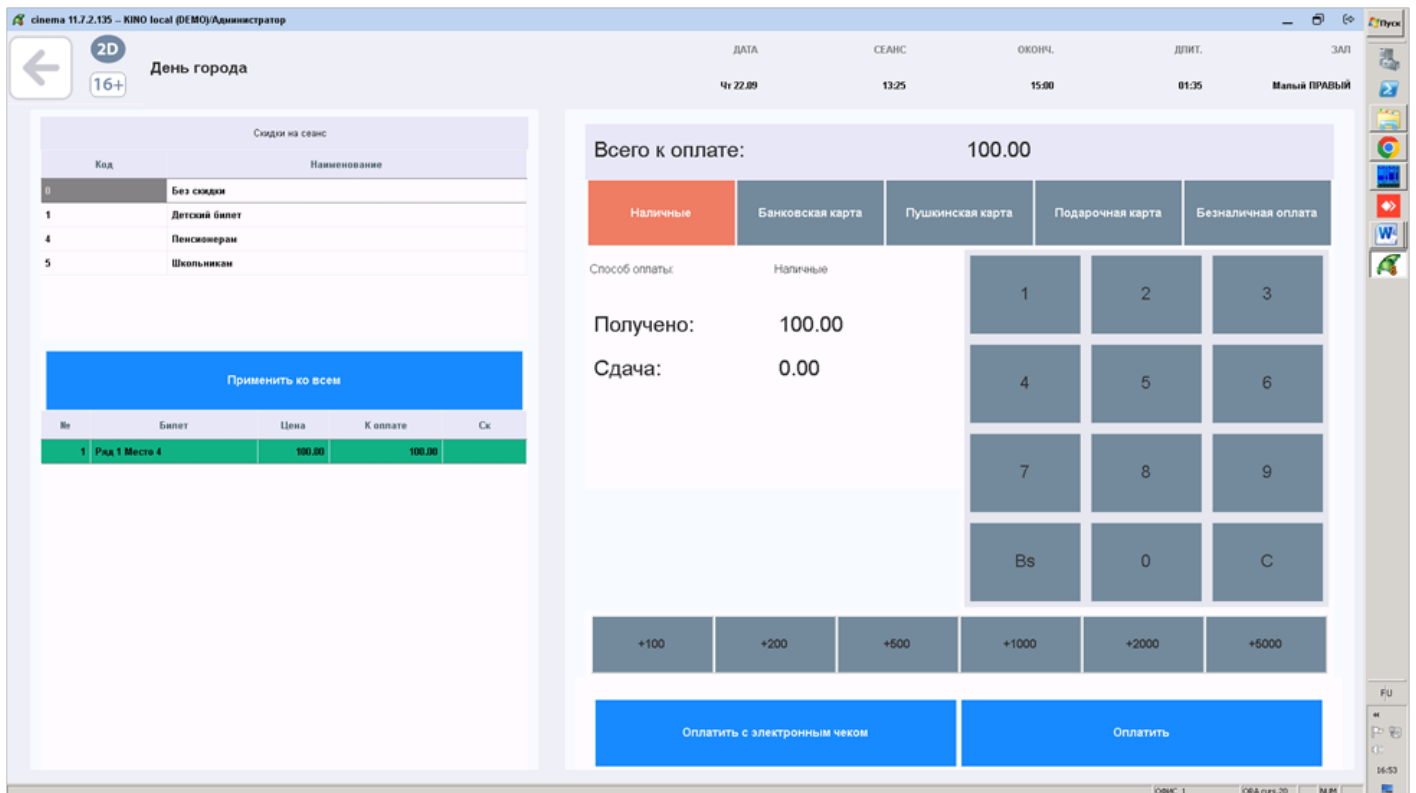 cinema 11.7.2.135 – KINO local (DEMO)/Администратор
Пуск
2D
16+
День города
ДАТА СЕАНС ОКОНЧ. ДЛИТ. ЗАЛ
Чт 22.09 13:25 15:00 01:35 Малый ПРАВЫЙ
Скидки на сеанс
Код Наименование
0 Без скидки
1 Детский билет
4 Пенсионерам
5 Школьникам
Применить ко всем
№ Билет Цена К оплате Ск
1 Ряд 1 Место 4 100.00 100.00
Всего к оплате: 100.00
Наличные Банковская карта Пушкинская карта Подарочная карта Безналичная оплата
Способ оплаты: Наличные
Получено: 100.00
Сдача: 0.00
1 2 3
4 5 6
7 8 9
Bs 0 C
+100 +200 +500 +1000 +2000 +5000
Оплатить с электронным чеком Оплатить
16:53
ОФИС 1 NUM